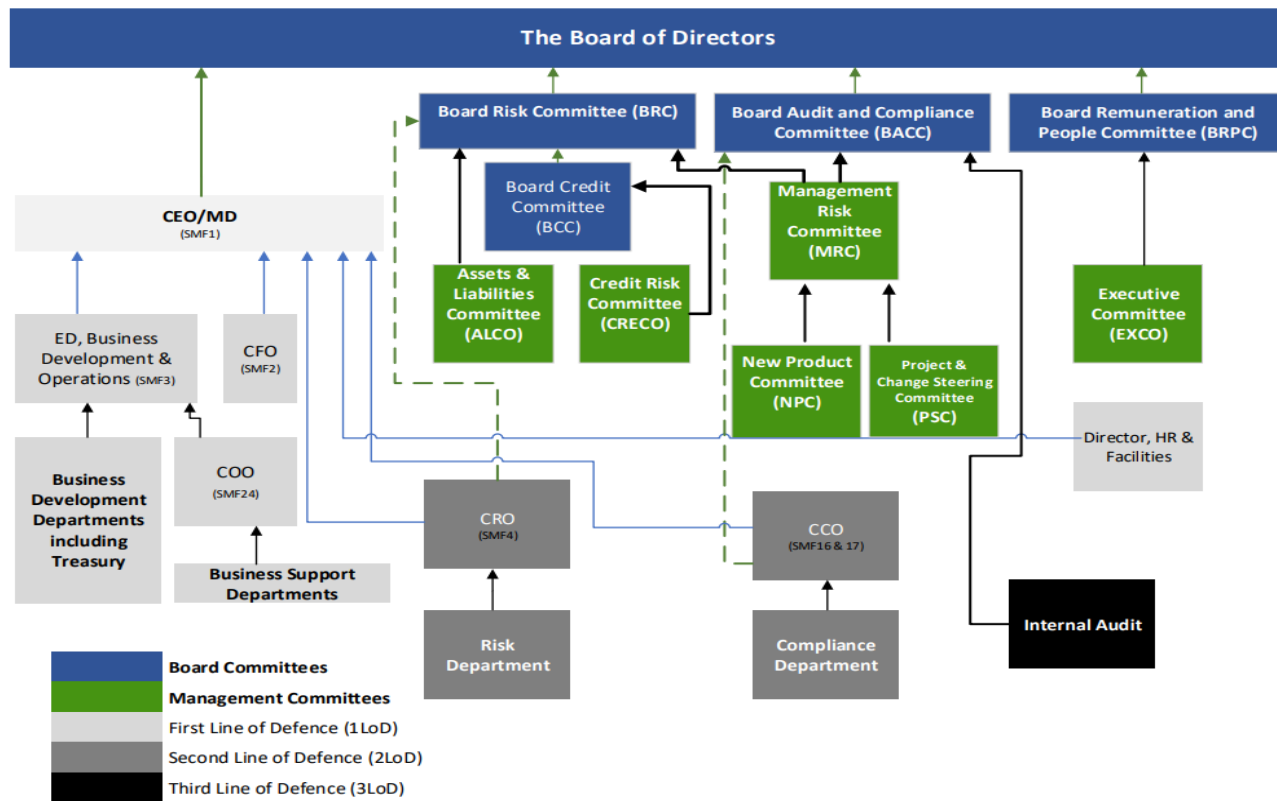 The Board of Directors
Board Risk Committee (BRC)
Board Audit and Compliance
Committee (BACC)
Board Remuneration and
People Committee (BRPC)
Board Credit
Committee
(BCC)
Management
Risk
Committee
(MRC)
CEO/MD
(SMF1)
Assets &
Liabilities
Committee
(ALCO)
Credit Risk
Committee
(CRECO)
Executive
Committee
(EXCO)
ED, Business
Development &
Operations (SMF3)
CFO
(SMF2)
New Product
Committee
(NPC)
Project &
Change Steering
Committee
(PSC)
Director, HR &
Facilities
Business
Development
Departments
including
Treasury
COO
(SMF24)
CRO
(SMF4)
CCO
(SMF16 & 17)
Business Support
Departments
Risk
Department
Compliance
Department
Internal Audit
Board Committees
Management Committees
First Line of Defence (1LoD)
Second Line of Defence (2LoD)
Third Line of Defence (3LoD)